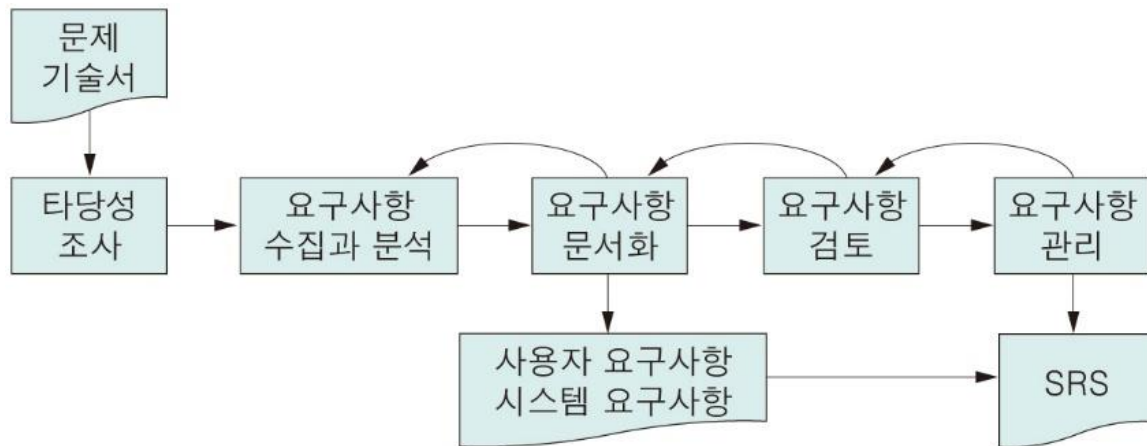 문제
기술서
타당성
조사
요구사항
수집과 분석
요구사항
문서화
요구사항
검토
요구사항
관리
사용자 요구사항
시스템 요구사항
SRS